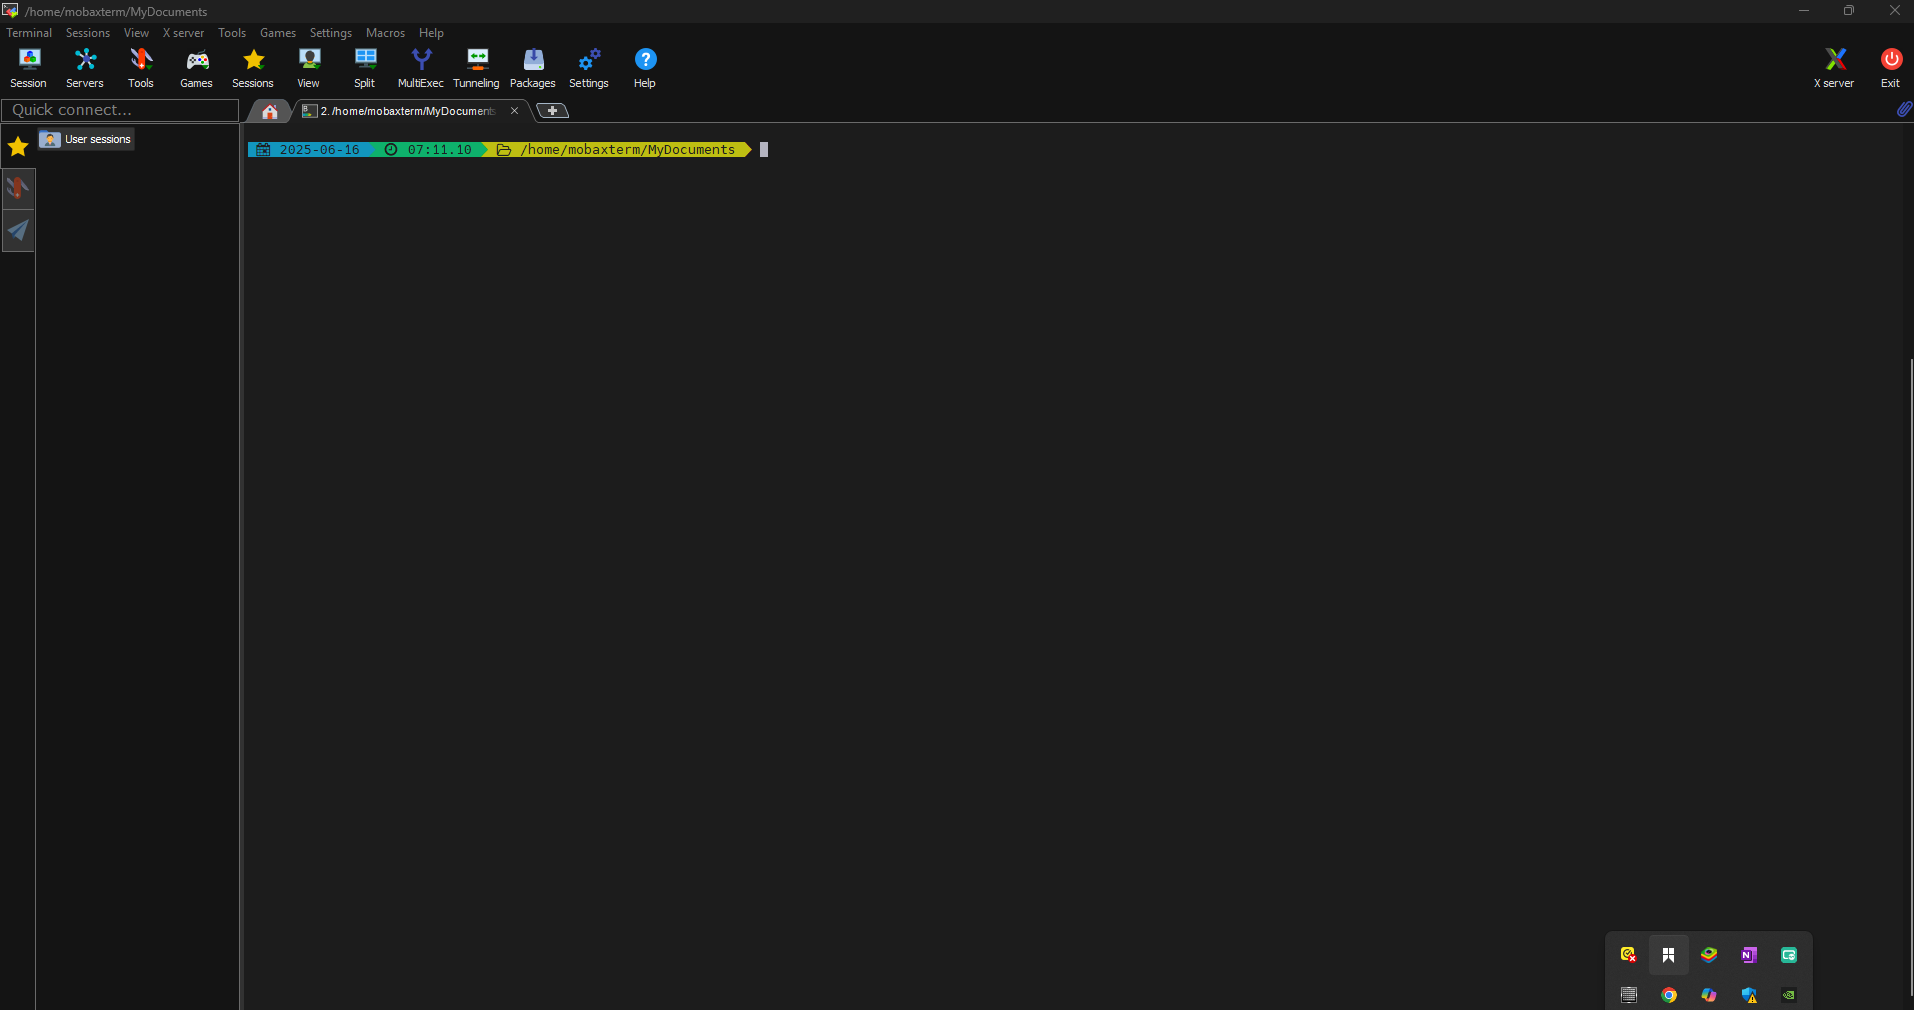 /home/mobaxterm/MyDocuments
Terminal Sessions View X server Tools Games Settings Macros Help
Session Servers Tools Games Sessions View Split MultiExec Tunneling Packages Settings Help X server Exit
Quick connect... 2. /home/mobaxterm/MyDocuments
User sessions
2025-06-16 07:11.10 /home/mobaxterm/MyDocuments